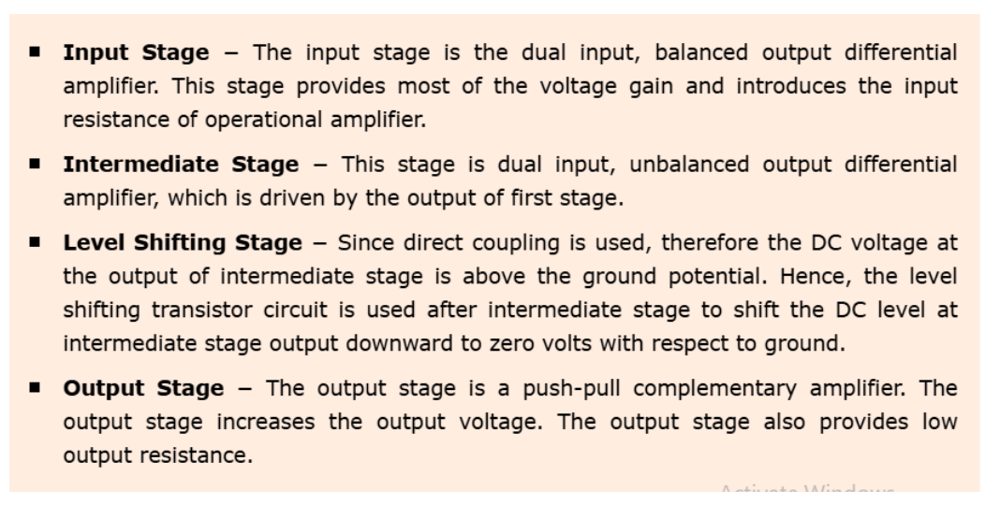 ▪ Input Stage – The input stage is the dual input, balanced output differential
amplifier. This stage provides most of the voltage gain and introduces the input
resistance of operational amplifier.
▪ Intermediate Stage – This stage is dual input, unbalanced output differential
amplifier, which is driven by the output of first stage.
▪ Level Shifting Stage – Since direct coupling is used, therefore the DC voltage at
the output of intermediate stage is above the ground potential. Hence, the level
shifting transistor circuit is used after intermediate stage to shift the DC level at
intermediate stage output downward to zero volts with respect to ground.
▪ Output Stage – The output stage is a push-pull complementary amplifier. The
output stage increases the output voltage. The output stage also provides low
output resistance.
Activate Windows